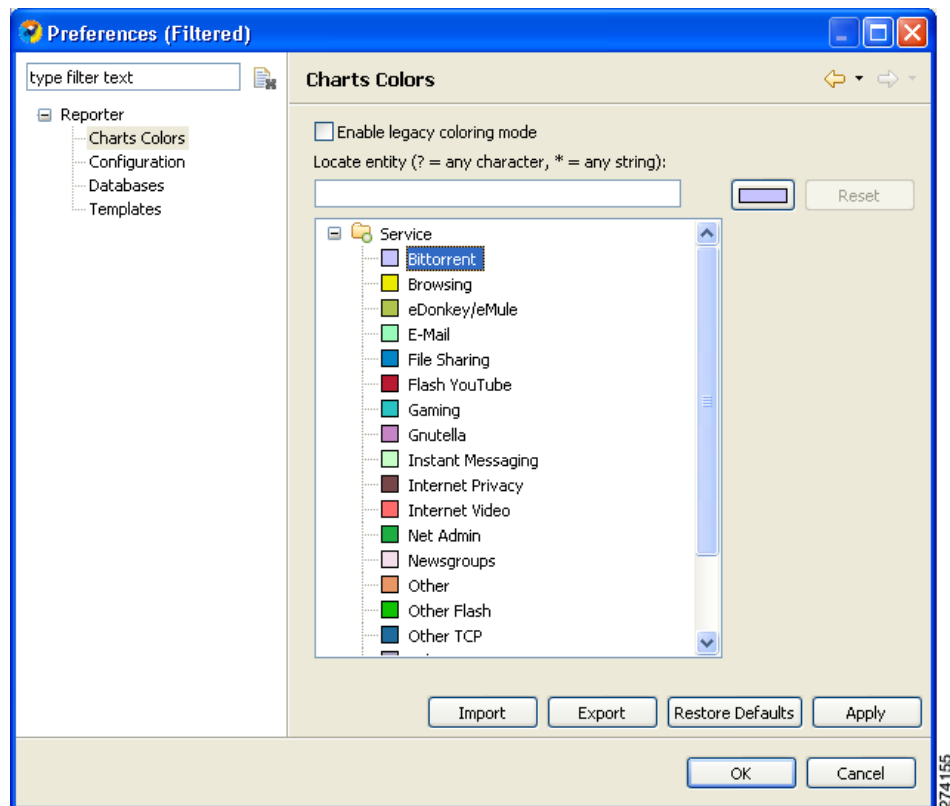 Preferences (Filtered)
type filter text
Reporter
Charts Colors
Configuration
Databases
Templates
Charts Colors
Enable legacy coloring mode
Locate entity (? = any character, * = any string):
Reset
Service
Bittorrent
Browsing
eDonkey/eMule
E-Mail
File Sharing
Flash YouTube
Gaming
Gnutella
Instant Messaging
Internet Privacy
Internet Video
Net Admin
Newsgroups
Other
Other Flash
Other TCP
Import
Export
Restore Defaults
Apply
OK
Cancel
274155